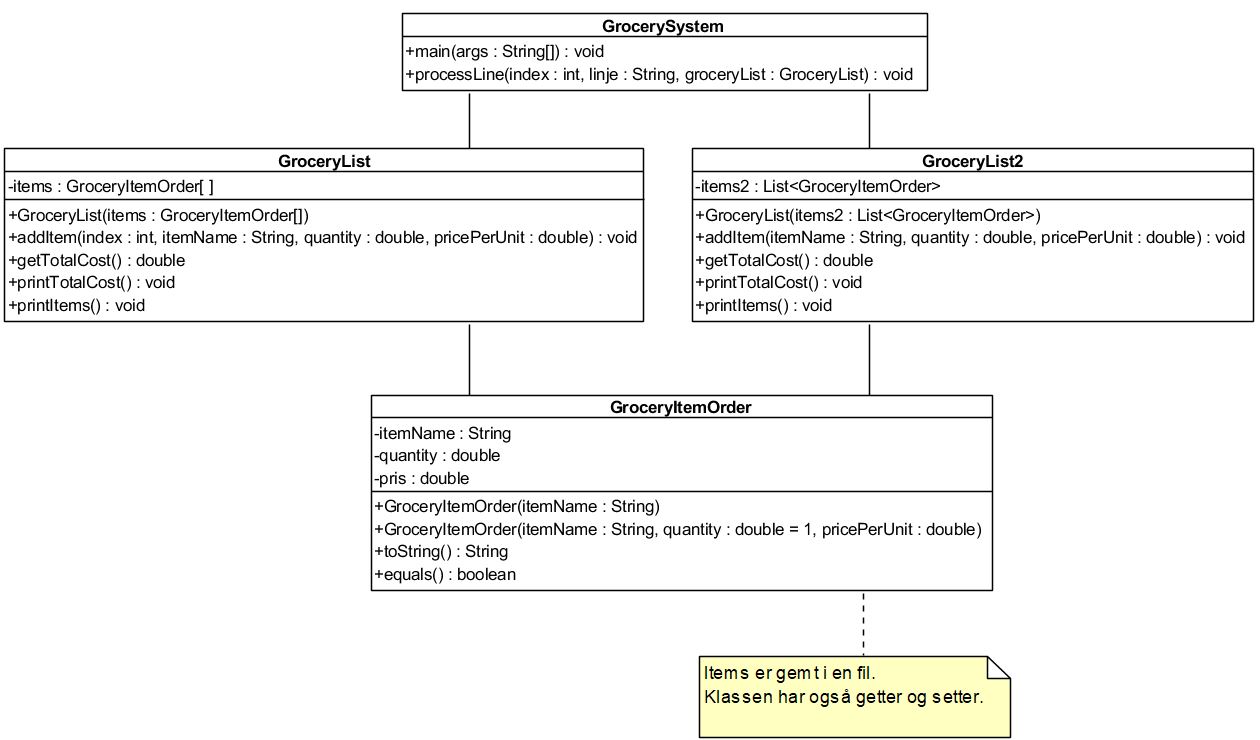 GrocerySystem
+main(args : String[]) : void
+processLine(index : int, linje : String, groceryList : GroceryList) : void
GroceryList
-items : GroceryItemOrder[ ]
+GroceryList(items : GroceryItemOrder[])
+addItem(index : int, itemName : String, quantity : double, pricePerUnit : double) : void
+getTotalCost() : double
+printTotalCost() : void
+printItems() : void
GroceryList2
-items2 : List<GroceryItemOrder>
+GroceryList(items2 : List<GroceryItemOrder>)
+addItem(itemName : String, quantity : double, pricePerUnit : double) : void
+getTotalCost() : double
+printTotalCost() : void
+printItems() : void
GroceryItemOrder
-itemName : String
-quantity : double
-pris : double
+GroceryItemOrder(itemName : String)
+GroceryItemOrder(itemName : String, quantity : double = 1, pricePerUnit : double)
+toString() : String
+equals() : boolean
Items er gemt i en fil.
Klassen har også getter og setter.